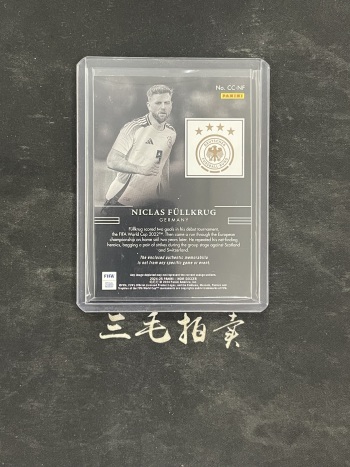 No. CC-NF
PANINI
9
NICLAS FÜLLKRUG
GERMANY
Füllkrug scored two goals in his debut tournament,
the FIFA World Cup 2022™. Then came a run through the European
championship on home soil two years later. He repeated his net-finding
heroics, bagging a pair of strikes during the group stage against Scotland
and Switzerland.
The enclosed authentic memorabilia
is not from any specific game or event.
FIFA
三毛拍卖